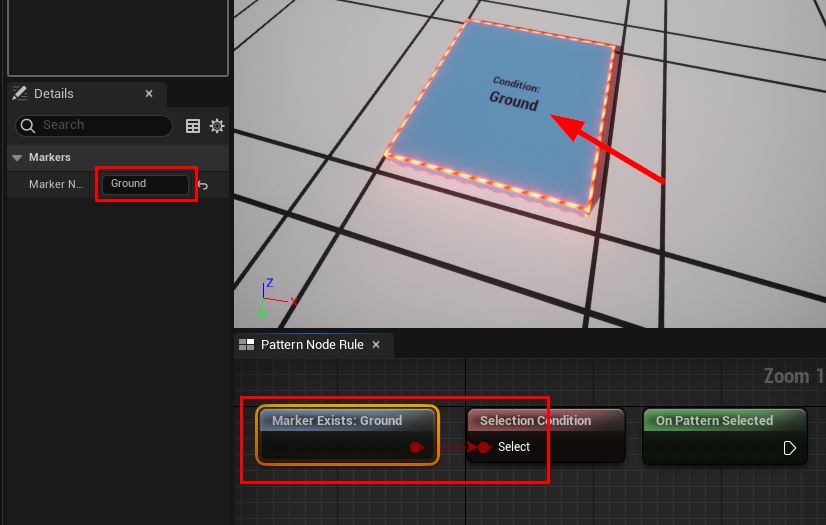 Details
Search
Markers
Marker N...
Ground
Condition:
Ground
Z
X
Y
Pattern Node Rule
Zoom 1
Marker Exists: Ground
Selection Condition
Select
On Pattern Selected